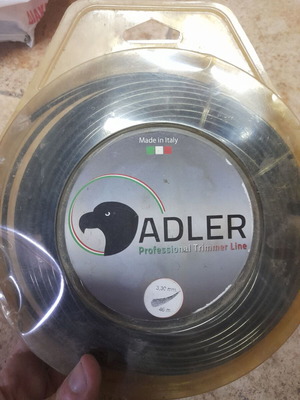 Made in Italy
ADLER
Professional Trimmer Line